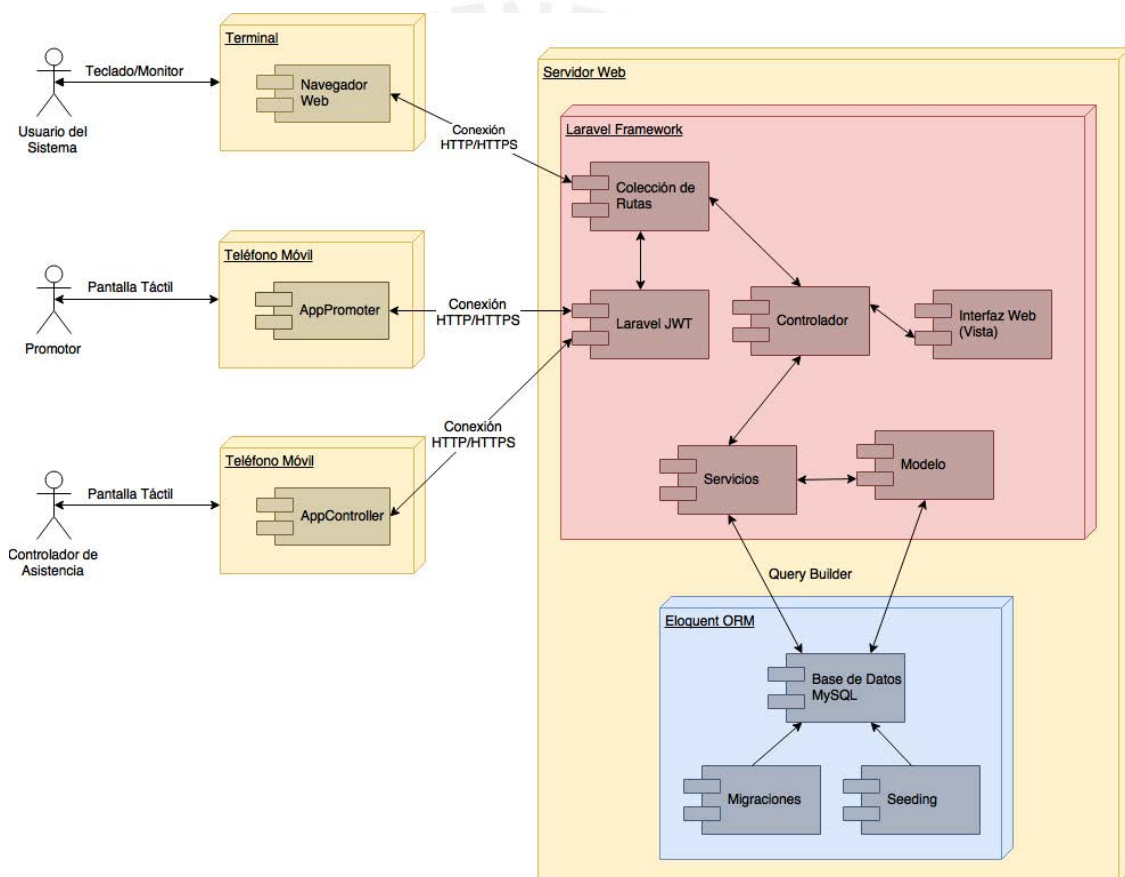 Terminal
Servidor Web
Teclado/Monitor
Navegador
Web
Usuario del
Sistema
Conexión
HTTP/HTTPS
Laravel Framework
Colección de
Rutas
Teléfono Móvil
Pantalla Táctil
AppPromoter
Promotor
Conexión
HTTP/HTTPS
Laravel JWT
Controlador
Interfaz Web
(Vista)
Conexión
HTTP/HTTPS
Teléfono Móvil
Pantalla Táctil
AppController
Controlador de
Asistencia
Servicios
Modelo
Query Builder
Eloquent ORM
Base de Datos
MySQL
Migraciones
Seeding